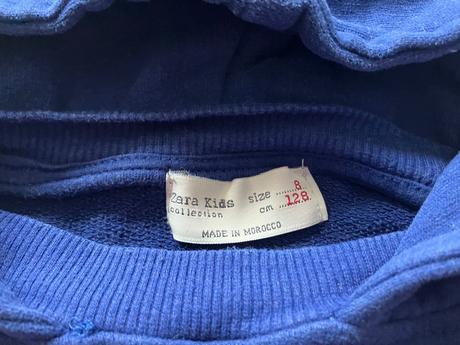 Zara Kids size ........8
collection cm ..128..
MADE IN MOROCCO